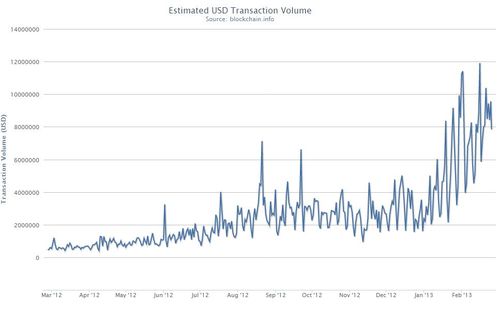 Estimated USD Transaction Volume
Source: blockchain.info
Transaction Volume (USD)
14000000
12000000
10000000
8000000
6000000
4000000
2000000
0
Mar '12 Apr '12 May '12 Jun '12 Jul '12 Aug '12 Sep '12 Oct '12 Nov '12 Dec '12 Jan '13 Feb '13